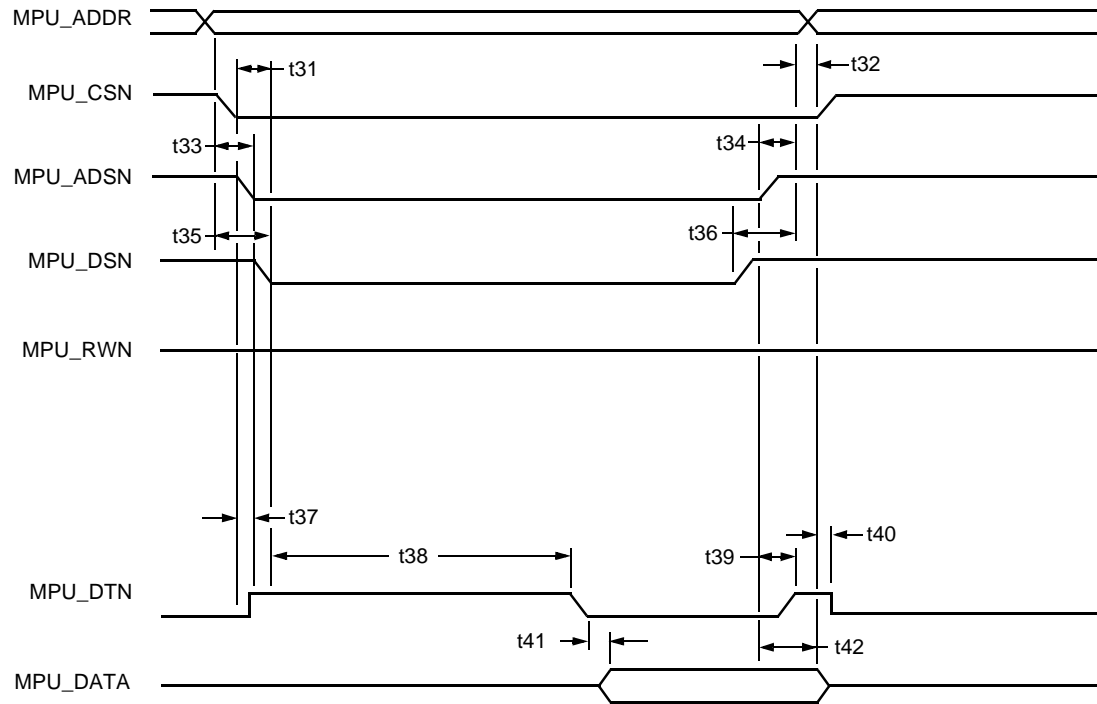 MPU_ADDR
t31
t32
MPU_CSN
t33
t34
MPU_ADSN
t35
t36
MPU_DSN
MPU_RWN
t37
t40
t38
t39
MPU_DTN
t41
t42
MPU_DATA